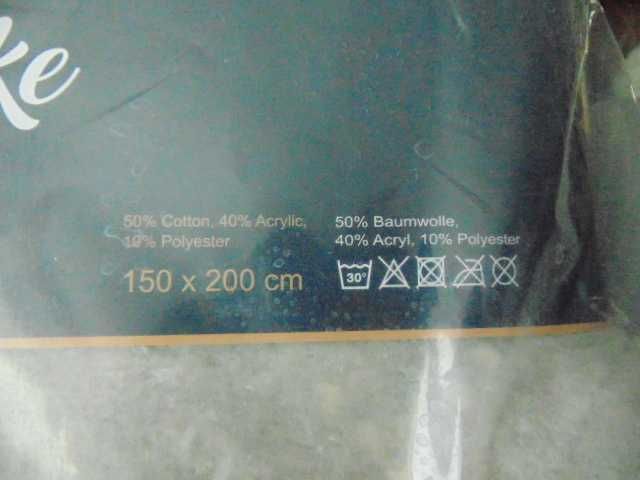 ke
50% Cotton, 40% Acrylic,
10% Polyester
150 x 200 cm
50% Baumwolle,
40% Acryl, 10% Polyester
30°